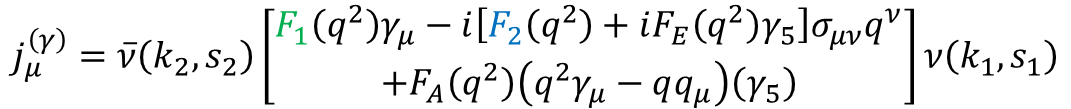 j_μ^(γ) = ν̄(k_2, s_2) [F_1(q^2)γ_μ − i[F_2(q^2) + iF_E(q^2)γ_5]σ_μν q^ν
+F_A(q^2)(q^2γ_μ − qq_μ)(γ_5)] ν(k_1, s_1)